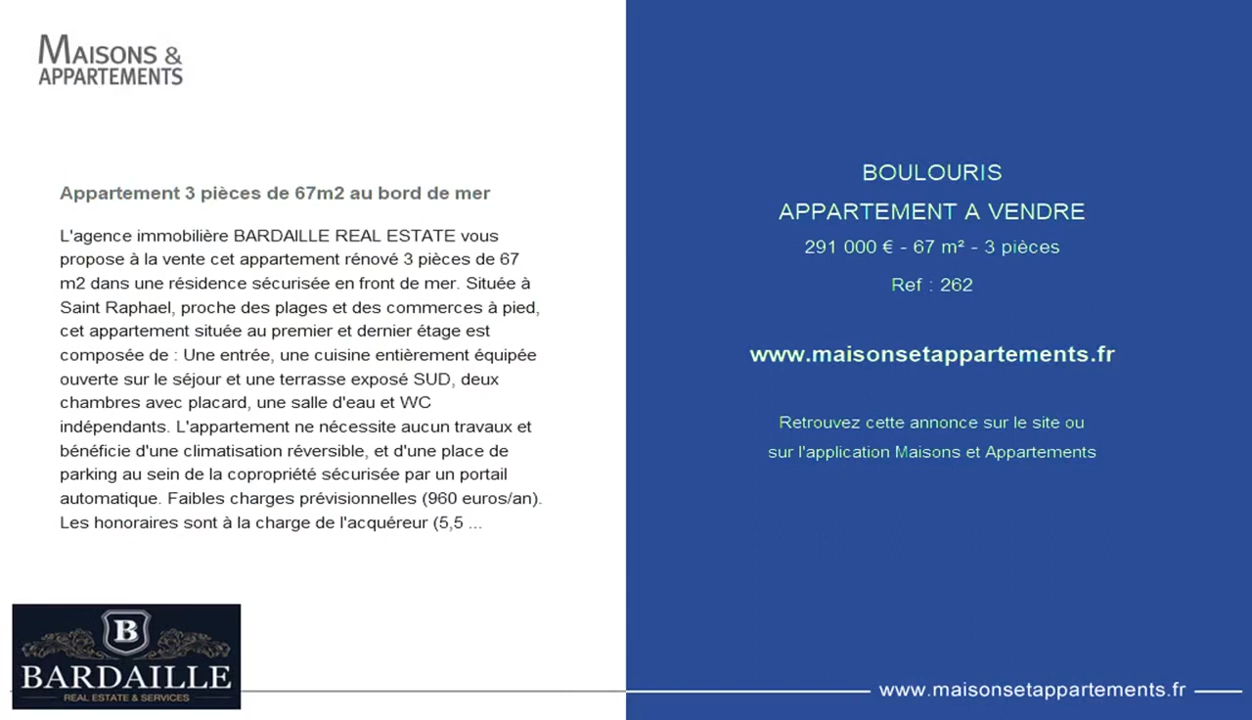 MAISONS &
APPARTEMENTS
Appartement 3 pièces de 67m2 au bord de mer
L'agence immobilière BARDAILLE REAL ESTATE vous
propose à la vente cet appartement rénové 3 pièces de 67
m2 dans une résidence sécurisée en front de mer. Située à
Saint Raphael, proche des plages et des commerces à pied,
cet appartement située au premier et dernier étage est
composée de : Une entrée, une cuisine entièrement équipée
ouverte sur le séjour et une terrasse exposé SUD, deux
chambres avec placard, une salle d'eau et WC
indépendants. L'appartement ne nécessite aucun travaux et
bénéficie d'une climatisation réversible, et d'une place de
parking au sein de la copropriété sécurisée par un portail
automatique. Faibles charges prévisionnelles (960 euros/an).
Les honoraires sont à la charge de l'acquéreur (5,5 ...
B
BARDAILLE
REAL ESTATE & SERVICES
BOULOURIS
APPARTEMENT A VENDRE
291 000 € - 67 m² - 3 pièces
Ref : 262
www.maisonsetappartements.fr
Retrouvez cette annonce sur le site ou
sur l'application Maisons et Appartements
www.maisonsetappartements.fr